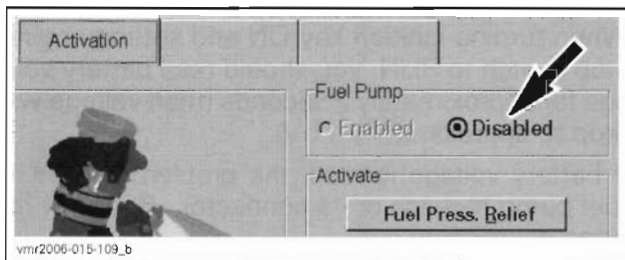 Activation
Fuel Pump
Enabled
Disabled
Activate
Fuel Press. Relief
vmr2006-015-109_b